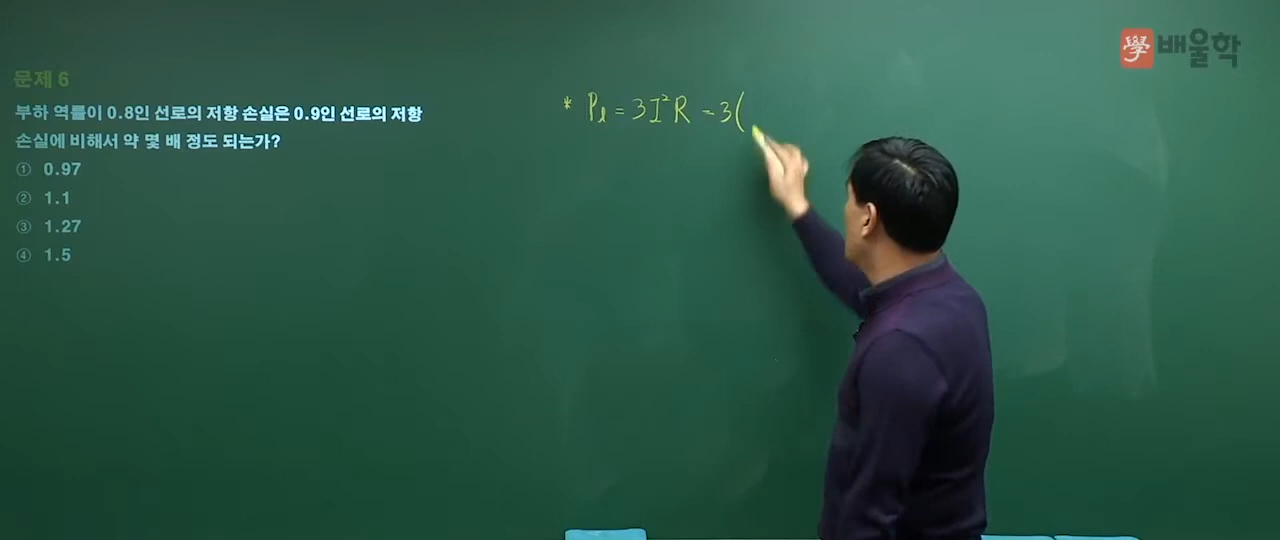 學 배울학
문제 6
부하 역률이 0.8인 선로의 저항 손실은 0.9인 선로의 저항
손실에 비해서 약 몇 배 정도 되는가?
① 0.97
② 1.1
③ 1.27
④ 1.5
* Pℓ = 3I²R = 3(